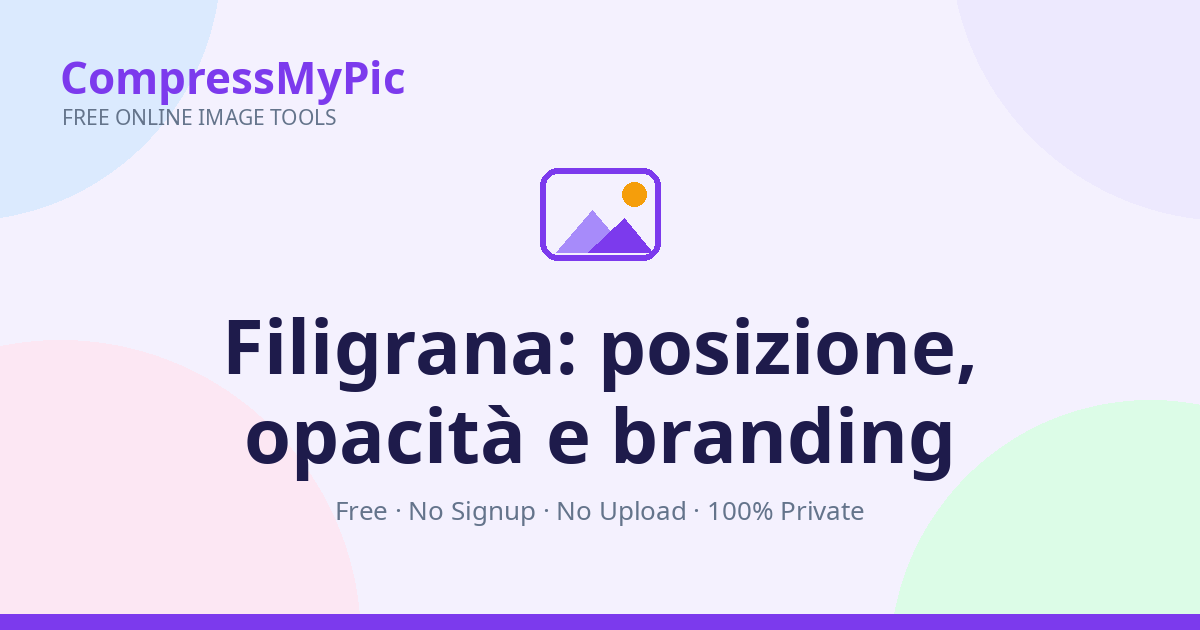 CompressMyPic
FREE ONLINE IMAGE TOOLS
Filigrana: posizione,
opacità e branding
Free · No Signup · No Upload · 100% Private